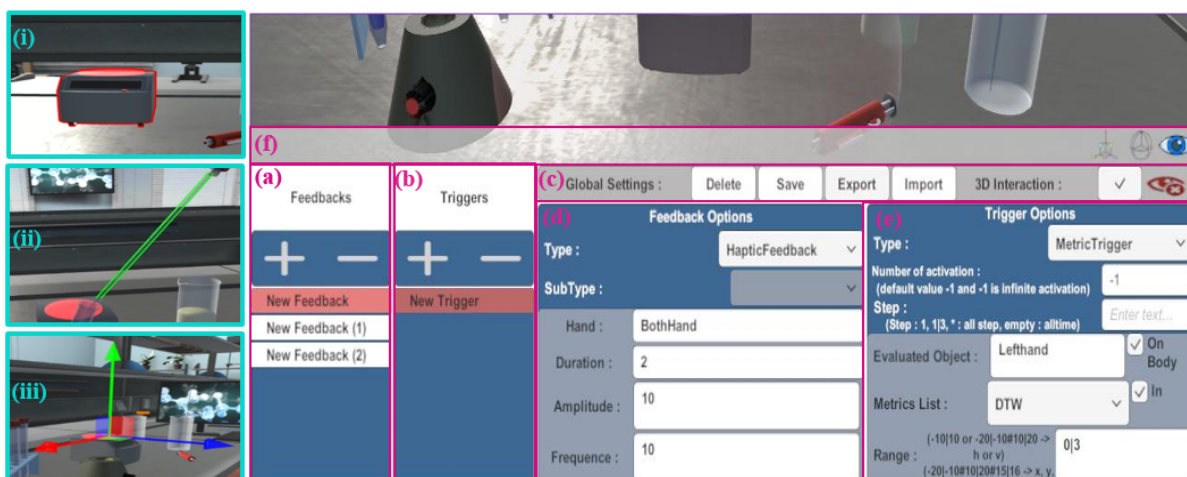 (i)
(ii)
(iii)
(f)
(a)
Feedbacks
New Feedback
New Feedback (1)
New Feedback (2)
(b)
Triggers
New Trigger
(c)
Global Settings :
Delete
Save
Export
Import
3D Interaction :
(d)
Feedback Options
Type :
HapticFeedback
SubType :
Hand :
BothHand
Duration :
2
Amplitude :
10
Frequence :
10
(e)
Trigger Options
Type :
MetricTrigger
Number of activation :
(default value -1 and -1 is infinite activation)
-1
Step :
(Step : 1, 1|3, * : all step, empty : alltime)
Enter text...
Evaluated Object :
Lefthand
On
Body
Metrics List :
DTW
In
Range :
(-10|10 or -20|-10#10|20 ->
h or v)
(-20|-10#10|20#15|16 -> x, y,
0|3